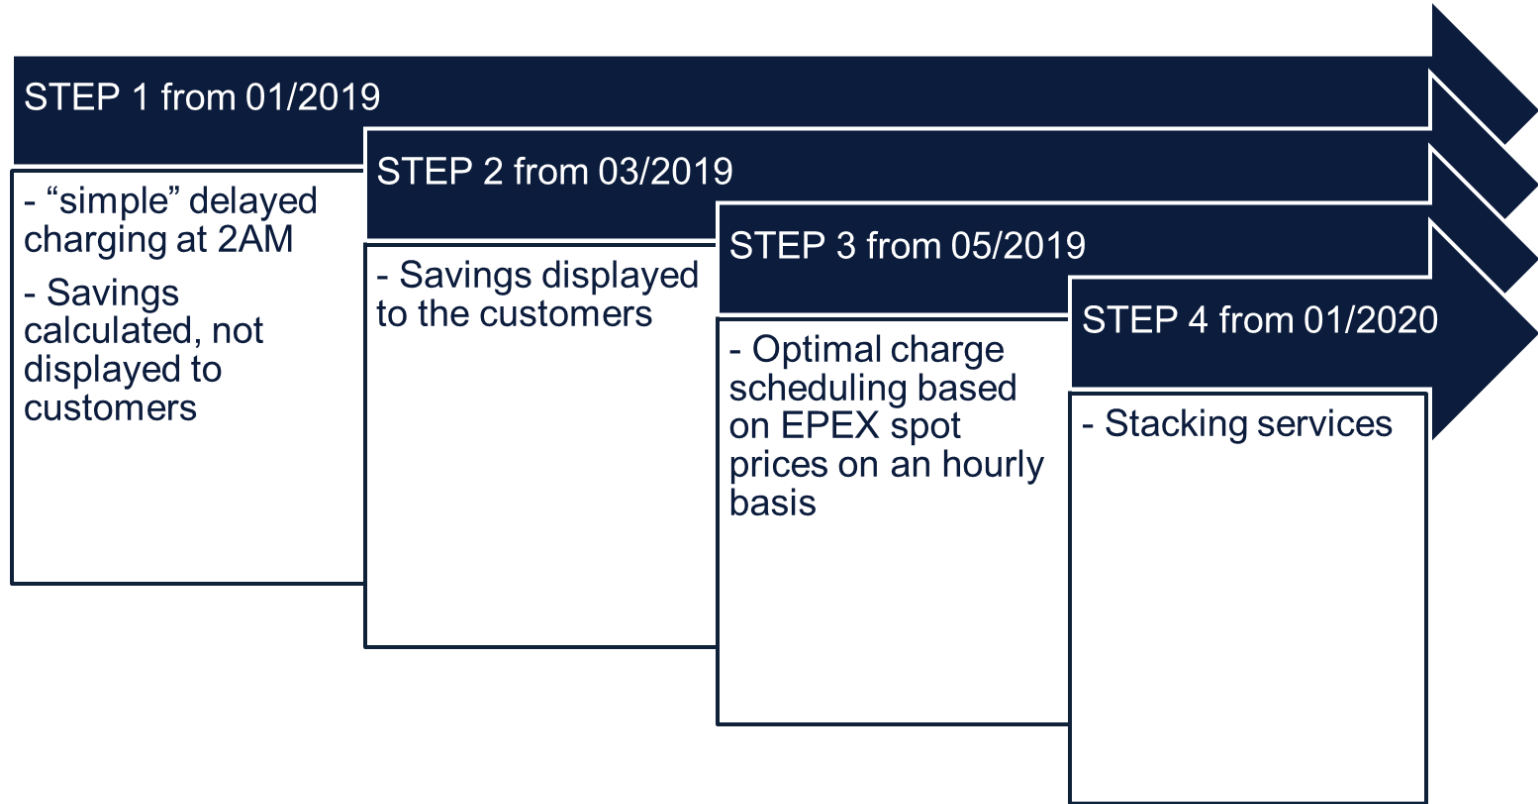 STEP 1 from 01/2019
- “simple” delayed
charging at 2AM
- Savings
calculated, not
displayed to
customers
STEP 2 from 03/2019
- Savings displayed
to the customers
STEP 3 from 05/2019
- Optimal charge
scheduling based
on EPEX spot
prices on an hourly
basis
STEP 4 from 01/2020
- Stacking services